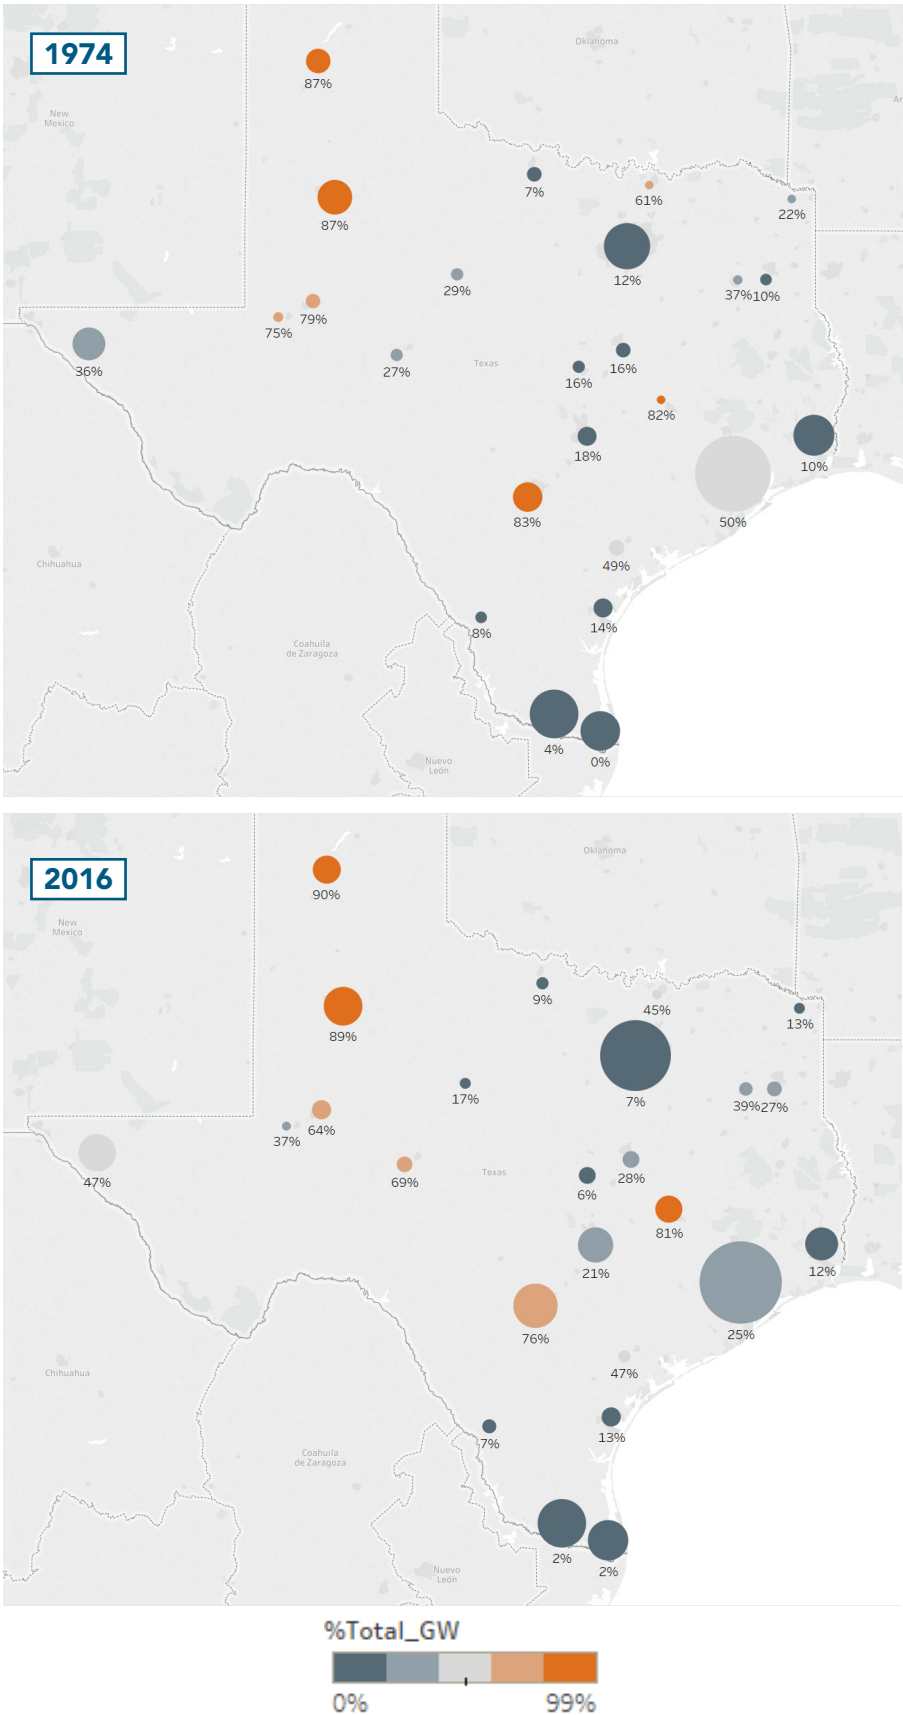 1974
Oklahoma
87%
Ar
New
Mexico
7%
61%
22%
87%
12%
29%
37%
10%
79%
75%
36%
27%
Texas
16%
16%
82%
18%
10%
83%
50%
49%
Chihuahua
8%
14%
Coahuila
de Zaragoza
4%
0%
Nuevo
León
2016
Oklahoma
90%
New
Mexico
9%
45%
13%
89%
7%
17%
39%
27%
64%
37%
47%
69%
Texas
28%
6%
81%
21%
12%
76%
25%
47%
Chihuahua
7%
13%
Coahuila
de Zaragoza
2%
2%
Nuevo
León
%Total_GW
0%
99%